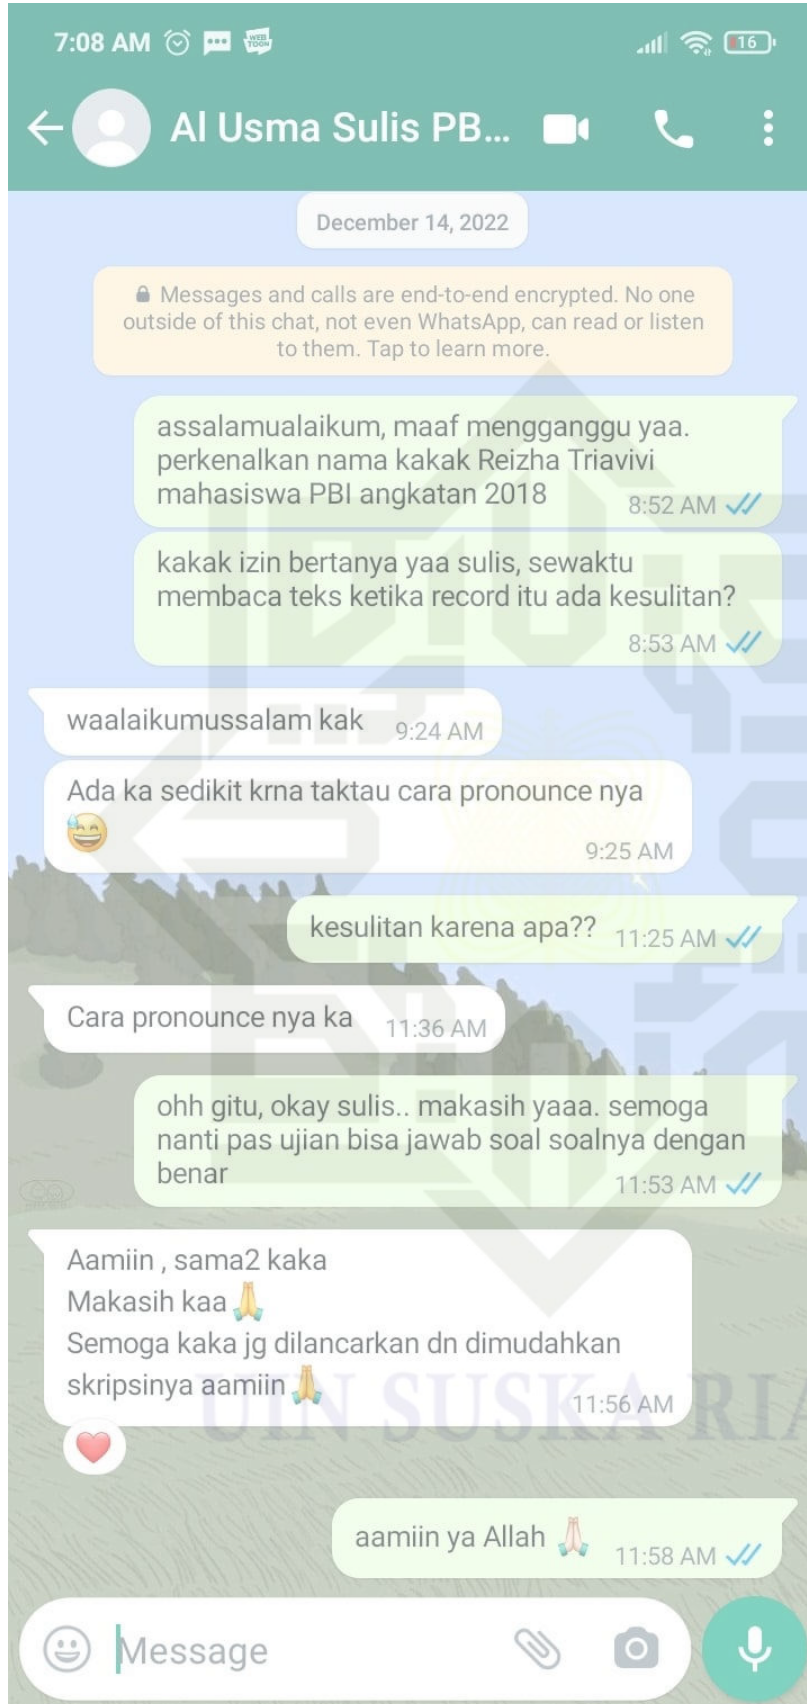 7:08 AM
WEB
TOON
16
Al Usma Sulis PB...
December 14, 2022
Messages and calls are end-to-end encrypted. No one
outside of this chat, not even WhatsApp, can read or listen
to them. Tap to learn more.
assalamualaikum, maaf mengganggu yaa.
perkenalkan nama kakak Reizha Triavivi
mahasiswa PBI angkatan 2018
8:52 AM
kakak izin bertanya yaa sulis, sewaktu
membaca teks ketika record itu ada kesulitan?
8:53 AM
waalaikumussalam kak 9:24 AM
Ada ka sedikit krna taktau cara pronounce nya
😅
9:25 AM
kesulitan karena apa?? 11:25 AM
Cara pronounce nya ka 11:36 AM
ohh gitu, okay sulis.. makasih yaaa. semoga
nanti pas ujian bisa jawab soal soalnya dengan
benar
11:53 AM
Aamiin , sama2 kaka
Makasih kaa🙏
Semoga kaka jg dilancarkan dn dimudahkan
skripsinya aamiin🙏
11:56 AM
UIN SUSKA RIA
❤️
aamiin ya Allah 🙏🏻 11:58 AM
Message